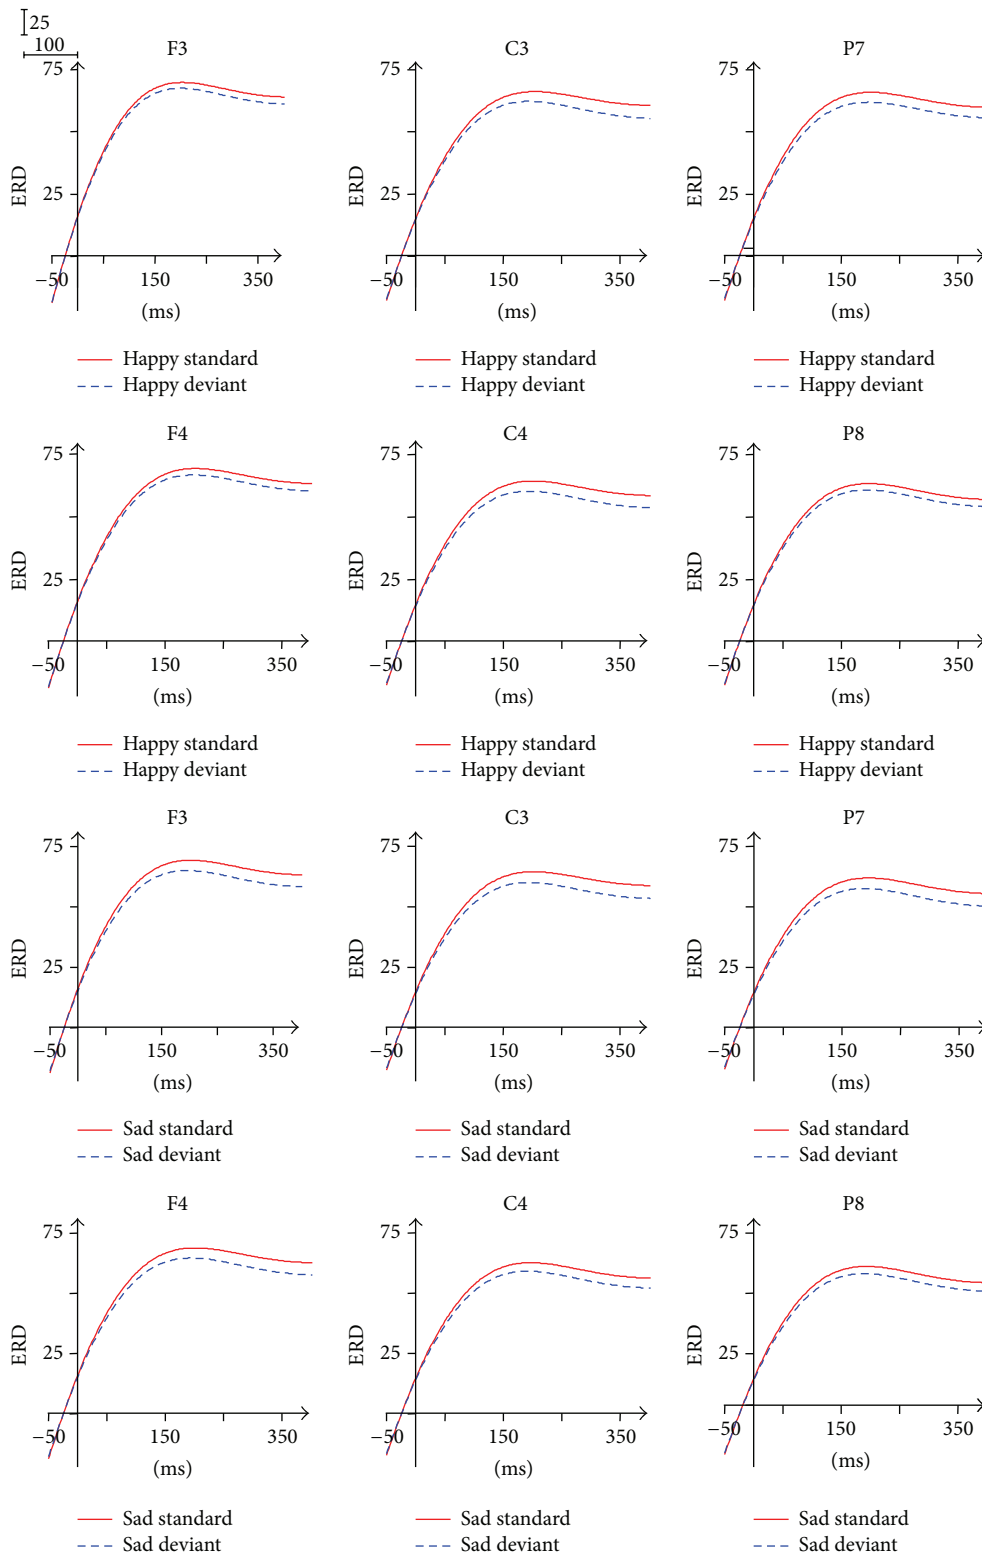 25
100
F3
C3
P7
75
75
75
ERD
ERD
ERD
25
25
25
−50
150
350
−50
150
350
−50
150
350
(ms)
(ms)
(ms)
Happy standard
Happy standard
Happy standard
Happy deviant
Happy deviant
Happy deviant
F4
C4
P8
75
75
75
ERD
ERD
ERD
25
25
25
−50
150
350
−50
150
350
−50
150
350
(ms)
(ms)
(ms)
Happy standard
Happy standard
Happy standard
Happy deviant
Happy deviant
Happy deviant
F3
C3
P7
75
75
75
ERD
ERD
ERD
25
25
25
−50
150
350
−50
150
350
−50
150
350
(ms)
(ms)
(ms)
Sad standard
Sad standard
Sad standard
Sad deviant
Sad deviant
Sad deviant
F4
C4
P8
75
75
75
ERD
ERD
ERD
25
25
25
−50
150
350
−50
150
350
−50
150
350
(ms)
(ms)
(ms)
Sad standard
Sad standard
Sad standard
Sad deviant
Sad deviant
Sad deviant